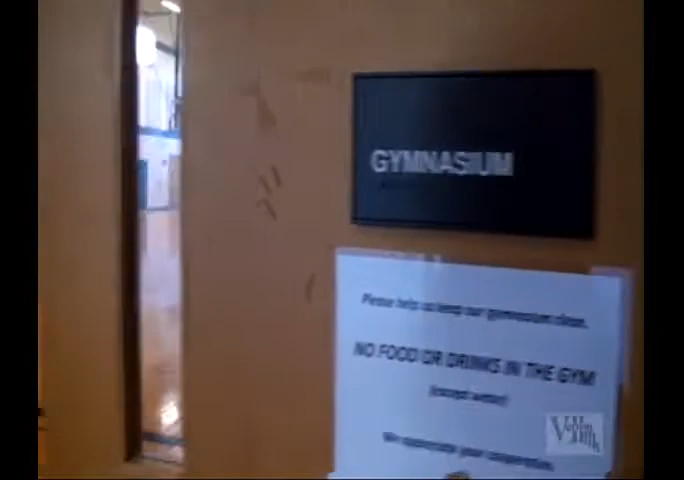 GYMNASIUM
Please help us keep our gymnasium clean.
NO FOOD OR DRINKS IN THE GYM
(except water)
We appreciate your cooperation.